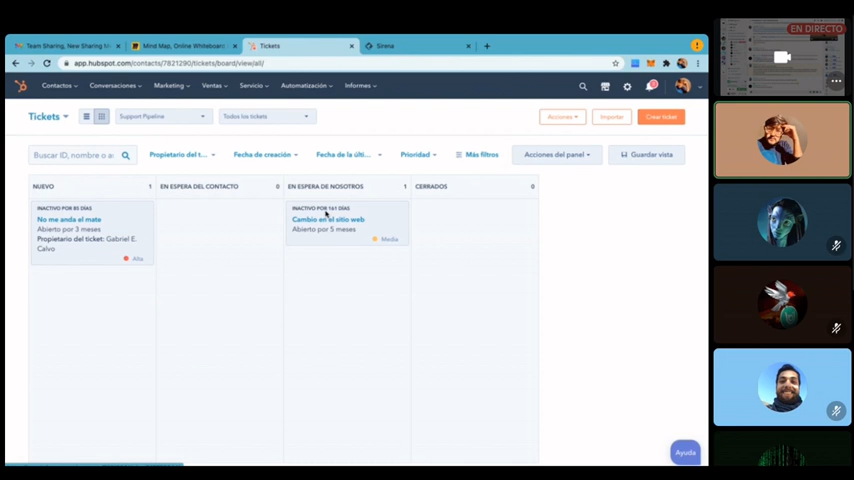 EN DIRECTO
Team Sharing, New Sharing M
Mind Map, Online Whiteboard
Tickets
Sirena
app.hubspot.com/contacts/7821290/tickets/board/view/all/
Contactos
Conversaciones
Marketing
Ventas
Servicio
Automatización
Informes
Tickets
Support Pipeline
Todos los tickets
Acciones
Importar
Crear ticket
Buscar ID, nombre o a
Propietario del t...
Fecha de creación
Fecha de la últi...
Prioridad
Más filtros
Acciones del panel
Guardar vista
NUEVO 1
EN ESPERA DEL CONTACTO 0
EN ESPERA DE NOSOTROS 1
CERRADOS 0
INACTIVO POR 85 DÍAS
No me anda el mate
Abierto por 3 meses
Propietario del ticket: Gabriel E.
Calvo
Alta
INACTIVO POR 161 DÍAS
Cambio en el sitio web
Abierto por 5 meses
Media
Ayuda